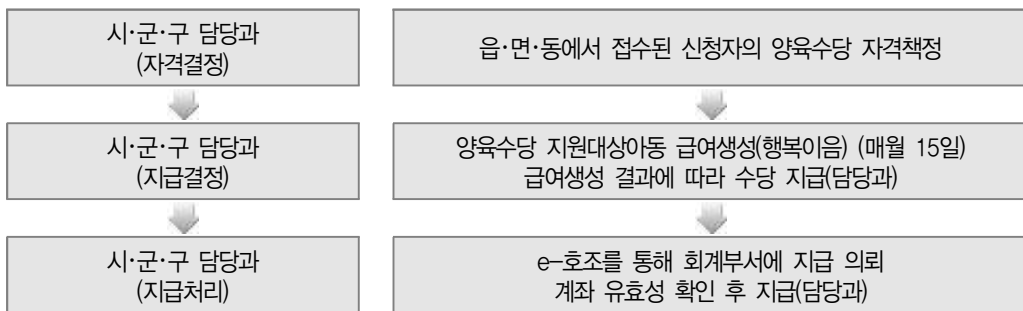 시·군·구 담당과
(자격결정)
읍·면·동에서 접수된 신청자의 양육수당 자격책정
시·군·구 담당과
(지급결정)
양육수당 지원대상아동 급여생성(행복이음) (매월 15일)
급여생성 결과에 따라 수당 지급(담당과)
시·군·구 담당과
(지급처리)
e-호조를 통해 회계부서에 지급 의뢰
계좌 유효성 확인 후 지급(담당과)